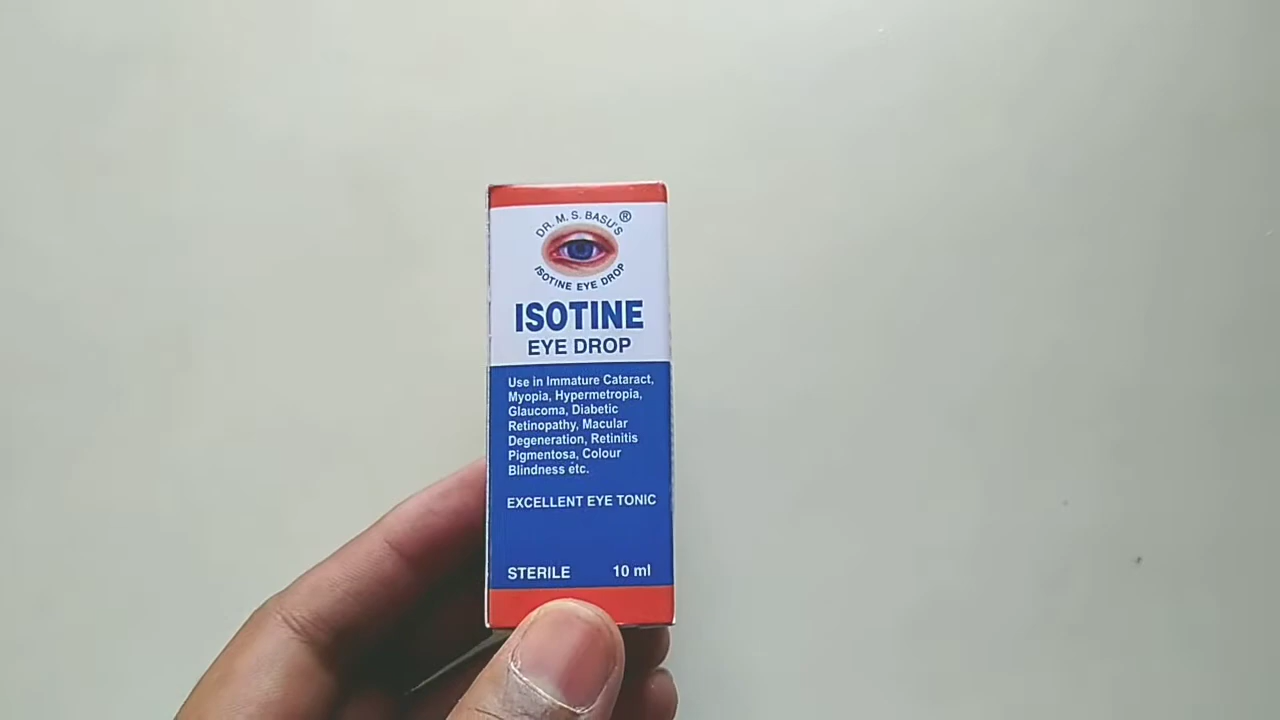 DR. M. S. BASU'S ®
ISOTINE EYE DROP
ISOTINE
EYE DROP
Use in Immature Cataract,
Myopia, Hypermetropia,
Glaucoma, Diabetic
Retinopathy, Macular
Degeneration, Retinitis
Pigmentosa, Colour
Blindness etc.
EXCELLENT EYE TONIC
STERILE 10 ml